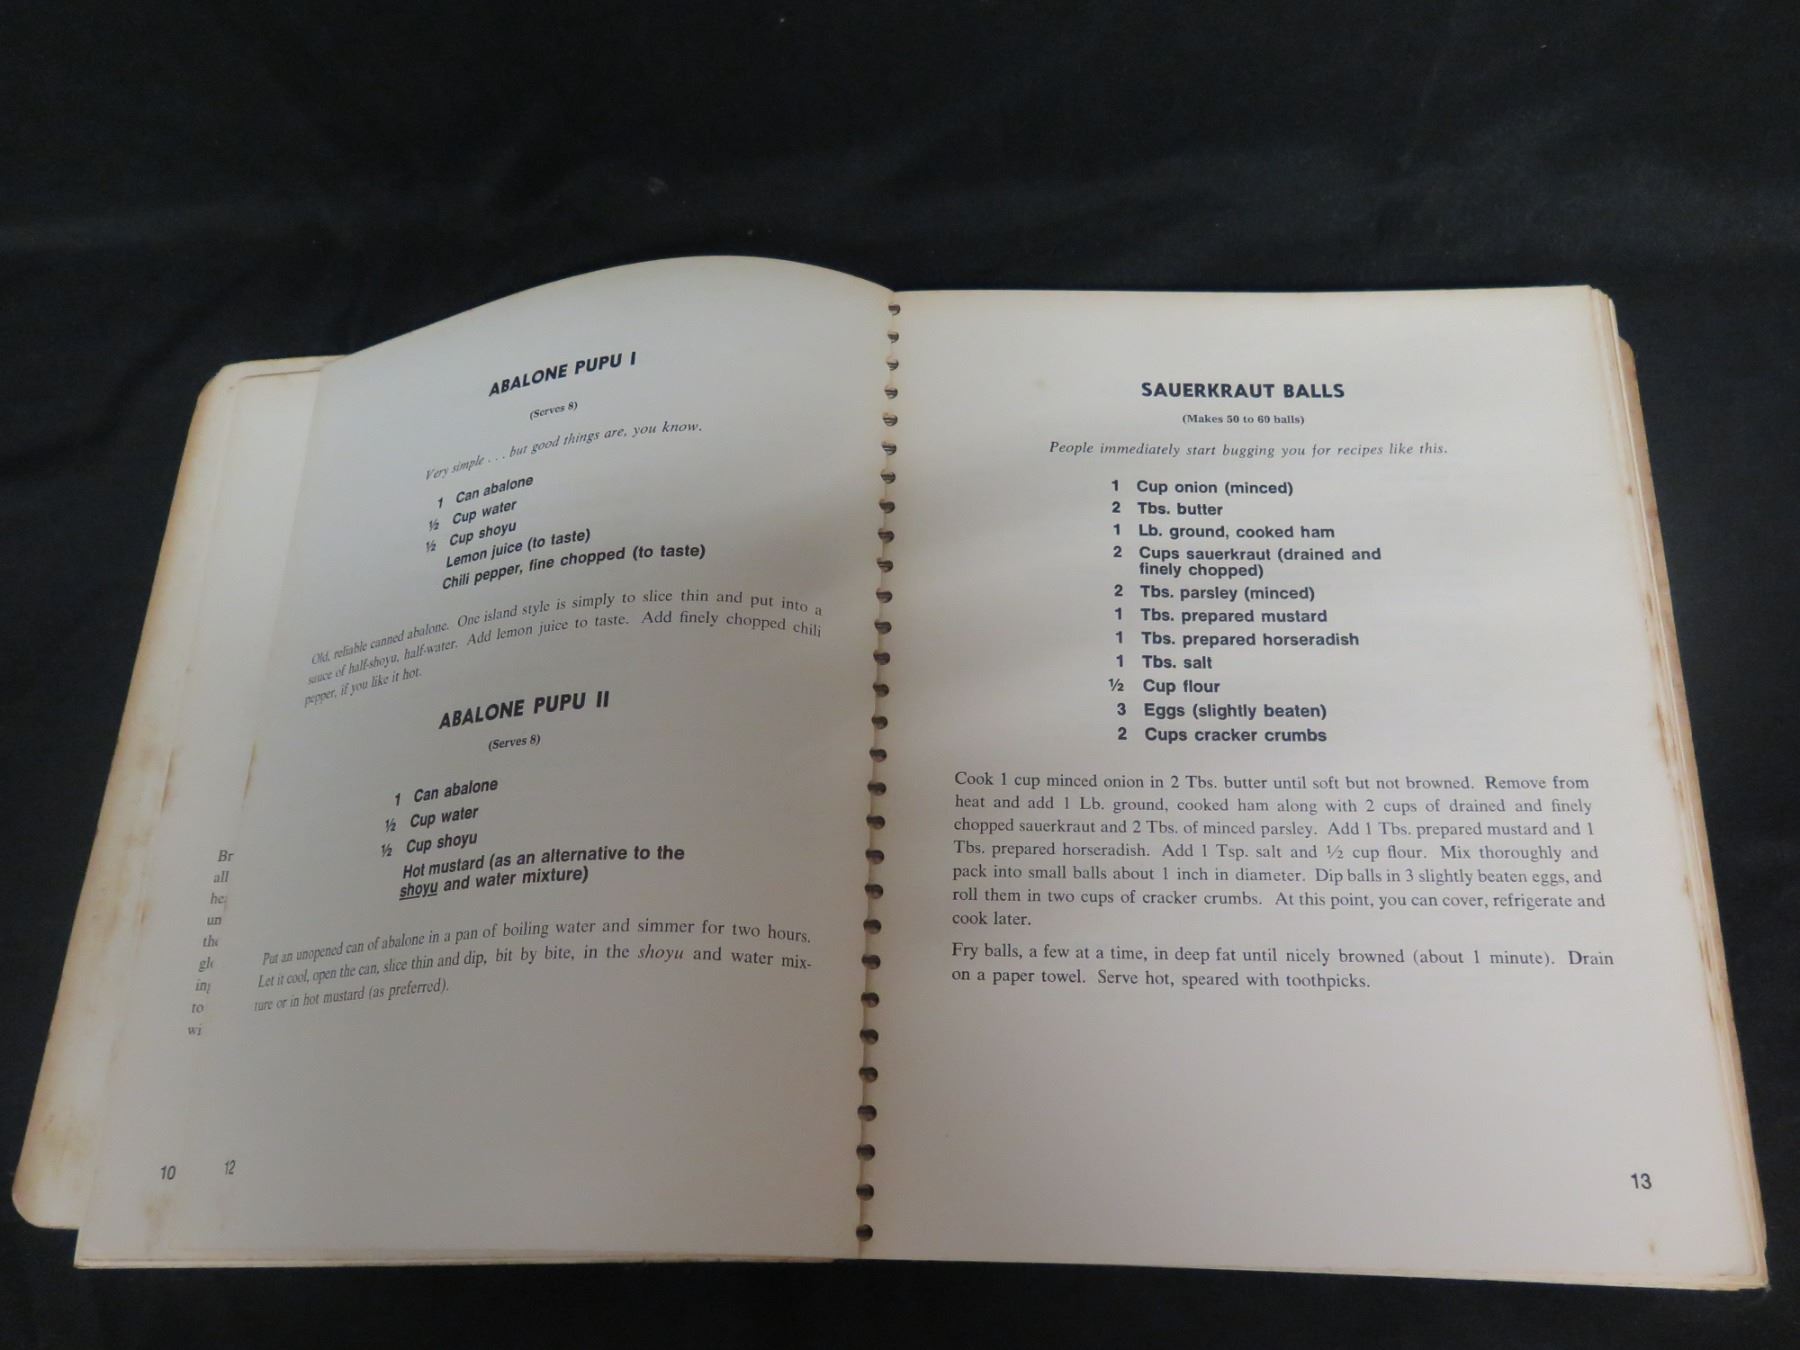 ABALONE PUPU I
(Serves 8)
Very simple . . . but good things are, you know.
1 Can abalone
½ Cup water
½ Cup shoyu
Lemon juice (to taste)
Chili pepper, fine chopped (to taste)
Old, reliable canned abalone. One island style is simply to slice thin and put into a
sauce of half-shoyu, half-water. Add lemon juice to taste. Add finely chopped chili
pepper, if you like it hot.
ABALONE PUPU II
(Serves 8)
1 Can abalone
½ Cup water
½ Cup shoyu
Hot mustard (as an alternative to the
shoyu and water mixture)
Put an unopened can of abalone in a pan of boiling water and simmer for two hours.
Let it cool, open the can, slice thin and dip, bit by bite, in the shoyu and water mix-
ture or in hot mustard (as preferred).
Br
all
un
to
wi
10
12
SAUERKRAUT BALLS
(Makes 50 to 60 balls)
People immediately start bugging you for recipes like this.
1 Cup onion (minced)
2 Tbs. butter
1 Lb. ground, cooked ham
2 Cups sauerkraut (drained and
finely chopped)
2 Tbs. parsley (minced)
1 Tbs. prepared mustard
1 Tbs. prepared horseradish
1 Tbs. salt
½ Cup flour
3 Eggs (slightly beaten)
2 Cups cracker crumbs
Cook 1 cup minced onion in 2 Tbs. butter until soft but not browned. Remove from
heat and add 1 Lb. ground, cooked ham along with 2 cups of drained and finely
chopped sauerkraut and 2 Tbs. of minced parsley. Add 1 Tbs. prepared mustard and 1
Tbs. prepared horseradish. Add 1 Tsp. salt and ½ cup flour. Mix thoroughly and
pack into small balls about 1 inch in diameter. Dip balls in 3 slightly beaten eggs, and
roll them in two cups of cracker crumbs. At this point, you can cover, refrigerate and
cook later.
Fry balls, a few at a time, in deep fat until nicely browned (about 1 minute). Drain
on a paper towel. Serve hot, speared with toothpicks.
13